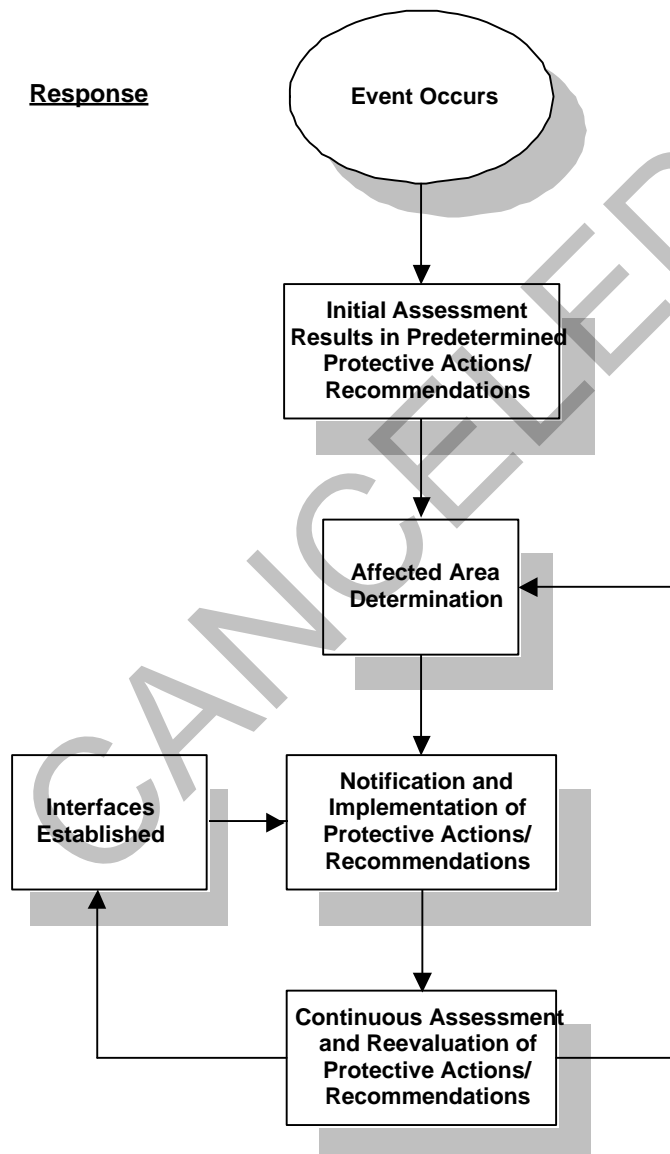 Response
Event Occurs
Initial Assessment
Results in Predetermined
Protective Actions/
Recommendations
Affected Area
Determination
Interfaces
Established
Notification and
Implementation of
Protective Actions/
Recommendations
Continuous Assessment
and Reevaluation of
Protective Actions/
Recommendations
CANCELED